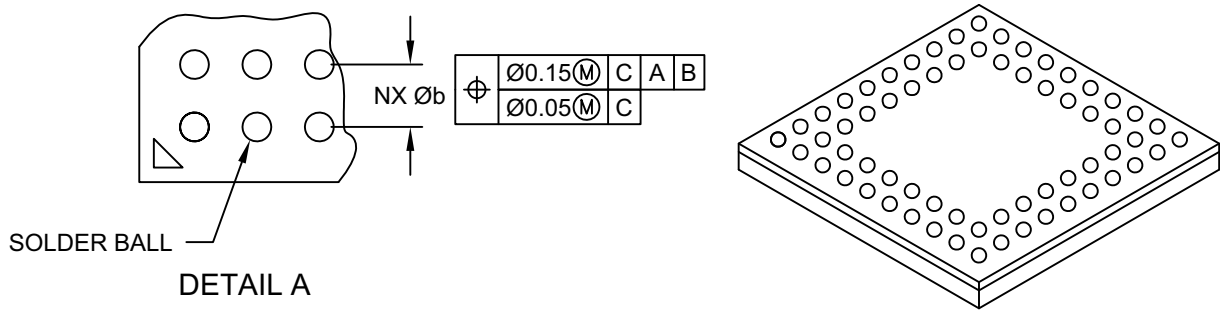 NX Øb
Ø0.15Ⓜ C A B
Ø0.05Ⓜ C
SOLDER BALL
DETAIL A